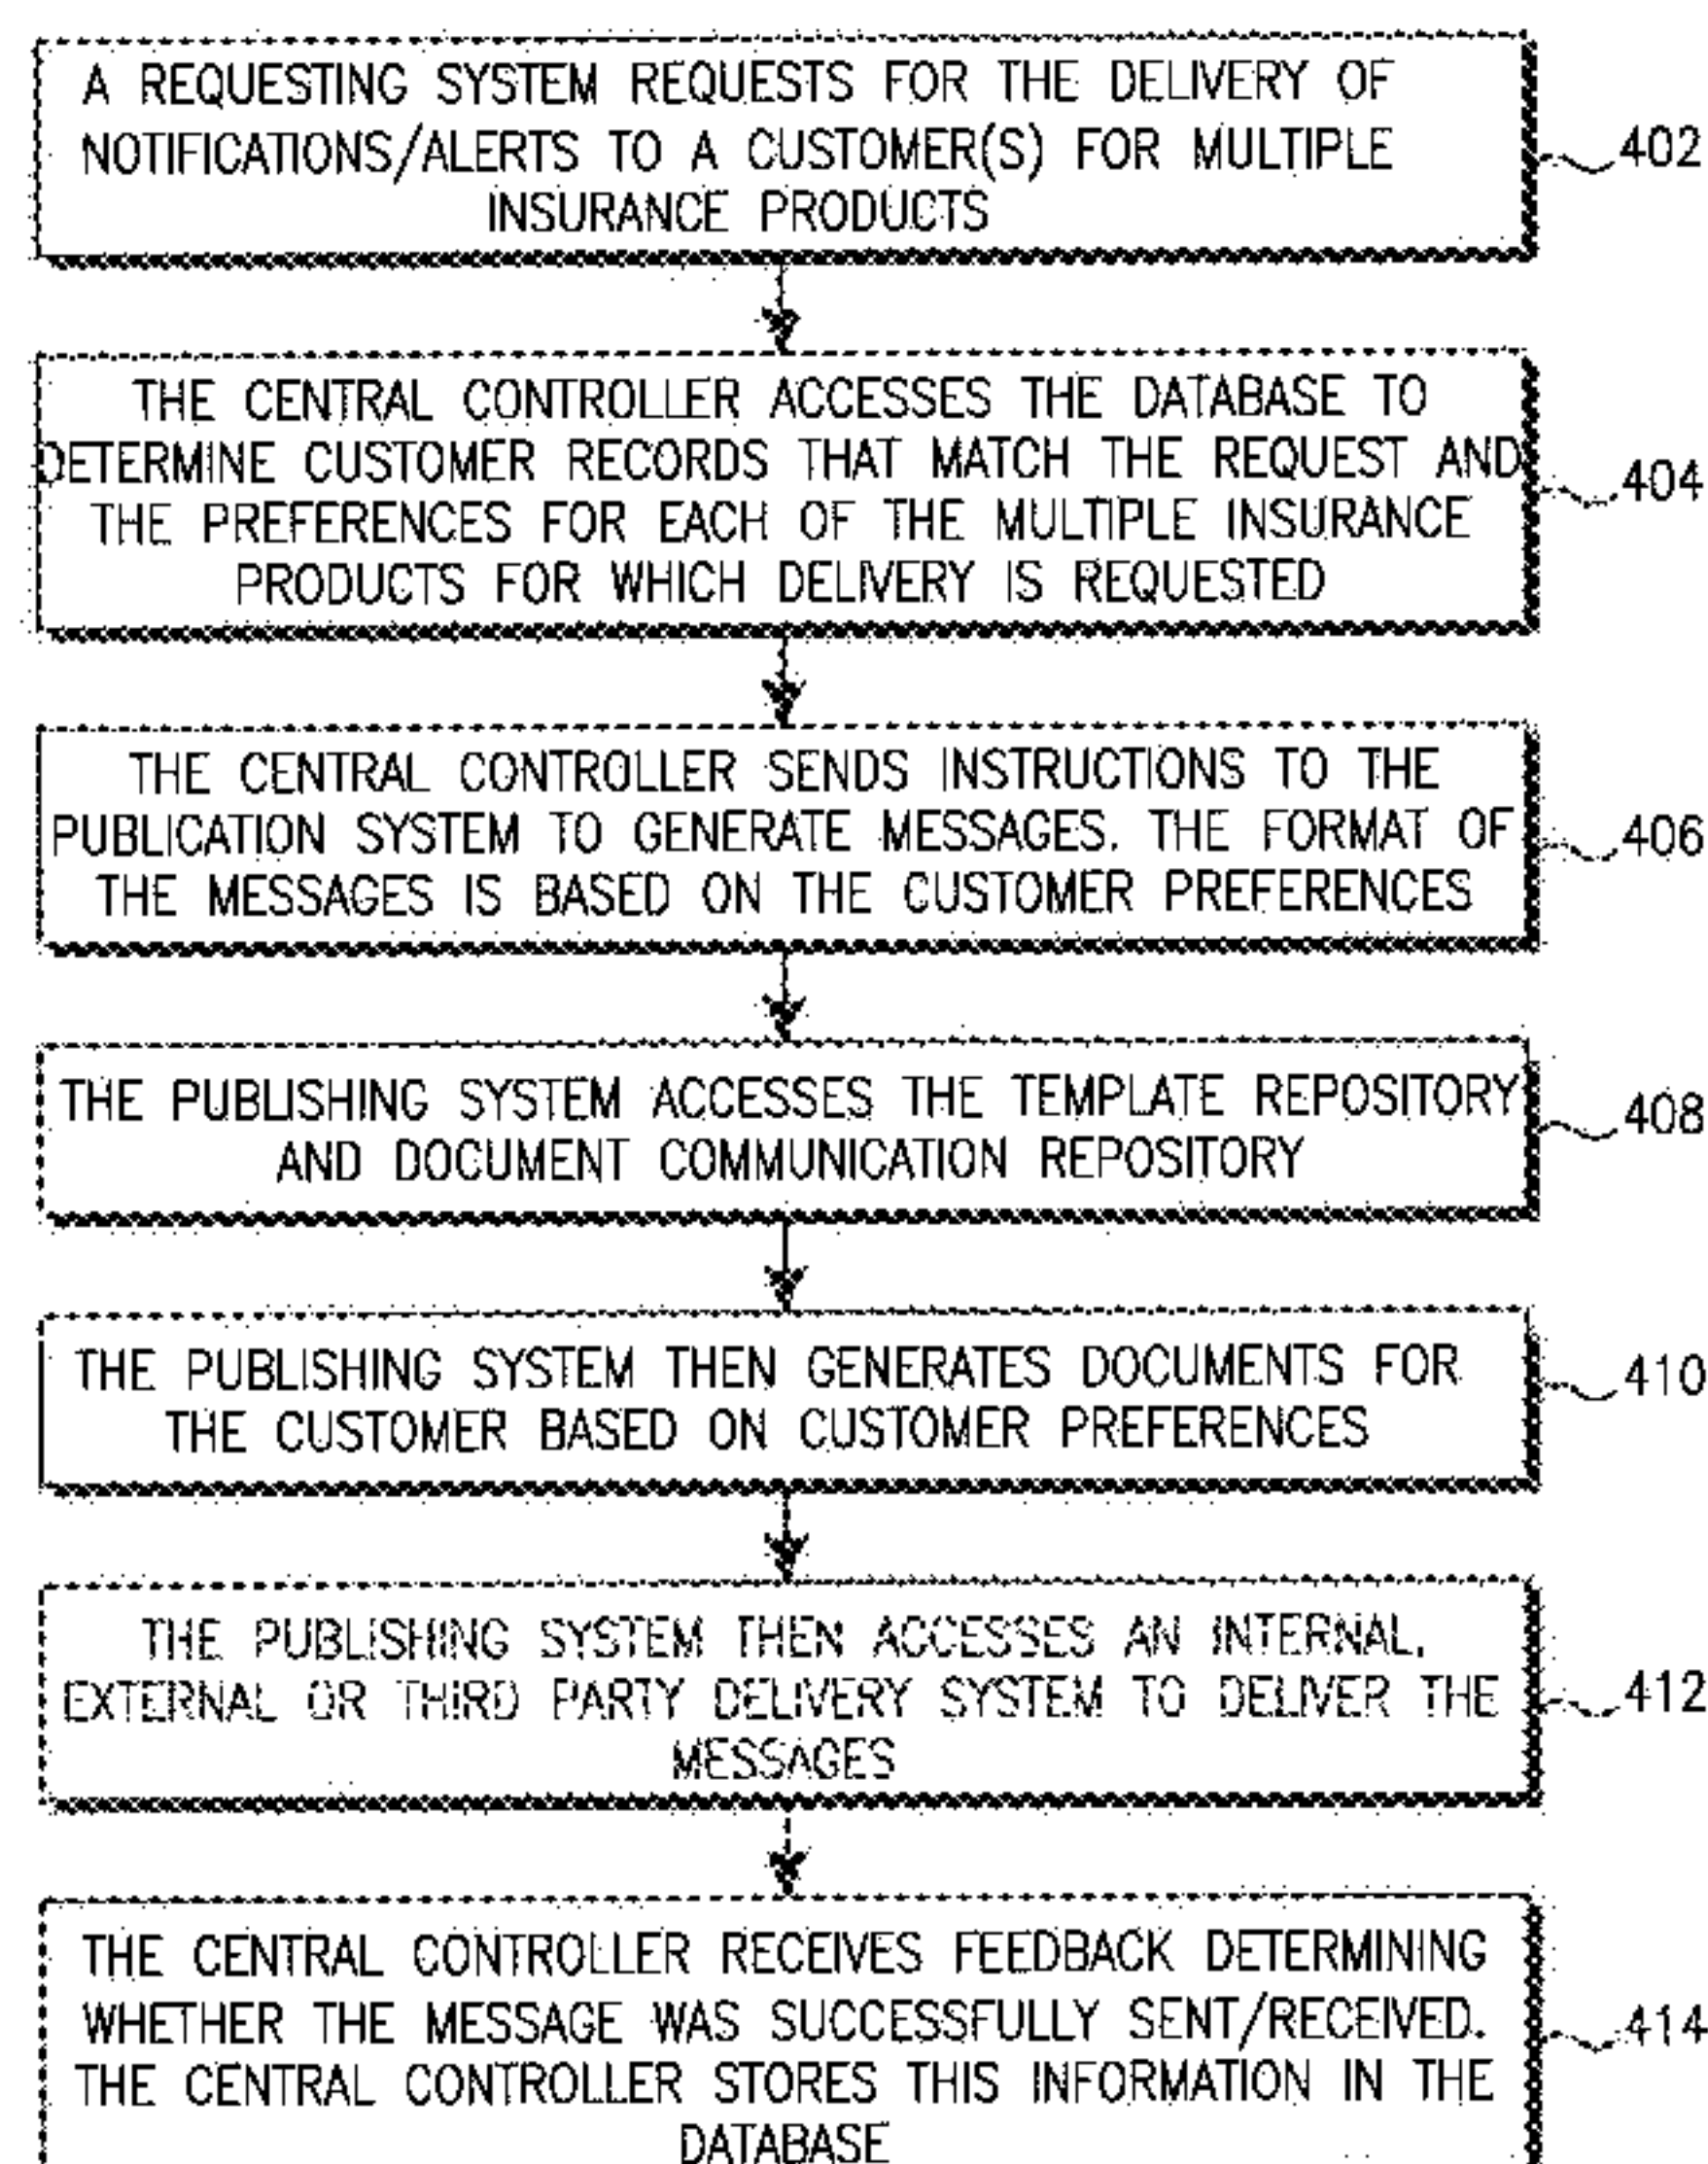 A REQUESTING SYSTEM REQUESTS FOR THE DELIVERY OF
NOTIFICATIONS/ALERTS TO A CUSTOMER(S) FOR MULTIPLE
INSURANCE PRODUCTS
402
THE CENTRAL CONTROLLER ACCESSES THE DATABASE TO
DETERMINE CUSTOMER RECORDS THAT MATCH THE REQUEST AND
THE PREFERENCES FOR EACH OF THE MULTIPLE INSURANCE
PRODUCTS FOR WHICH DELIVERY IS REQUESTED
404
THE CENTRAL CONTROLLER SENDS INSTRUCTIONS TO THE
PUBLICATION SYSTEM TO GENERATE MESSAGES. THE FORMAT OF
THE MESSAGES IS BASED ON THE CUSTOMER PREFERENCES
406
THE PUBLISHING SYSTEM ACCESSES THE TEMPLATE REPOSITORY
AND DOCUMENT COMMUNICATION REPOSITORY
408
THE PUBLISHING SYSTEM THEN GENERATES DOCUMENTS FOR
THE CUSTOMER BASED ON CUSTOMER PREFERENCES
410
THE PUBLISHING SYSTEM THEN ACCESSES AN INTERNAL,
EXTERNAL OR THIRD PARTY DELIVERY SYSTEM TO DELIVER THE
MESSAGES
412
THE CENTRAL CONTROLLER RECEIVES FEEDBACK DETERMINING
WHETHER THE MESSAGE WAS SUCCESSFULLY SENT/RECEIVED.
THE CENTRAL CONTROLLER STORES THIS INFORMATION IN THE
DATABASE
414